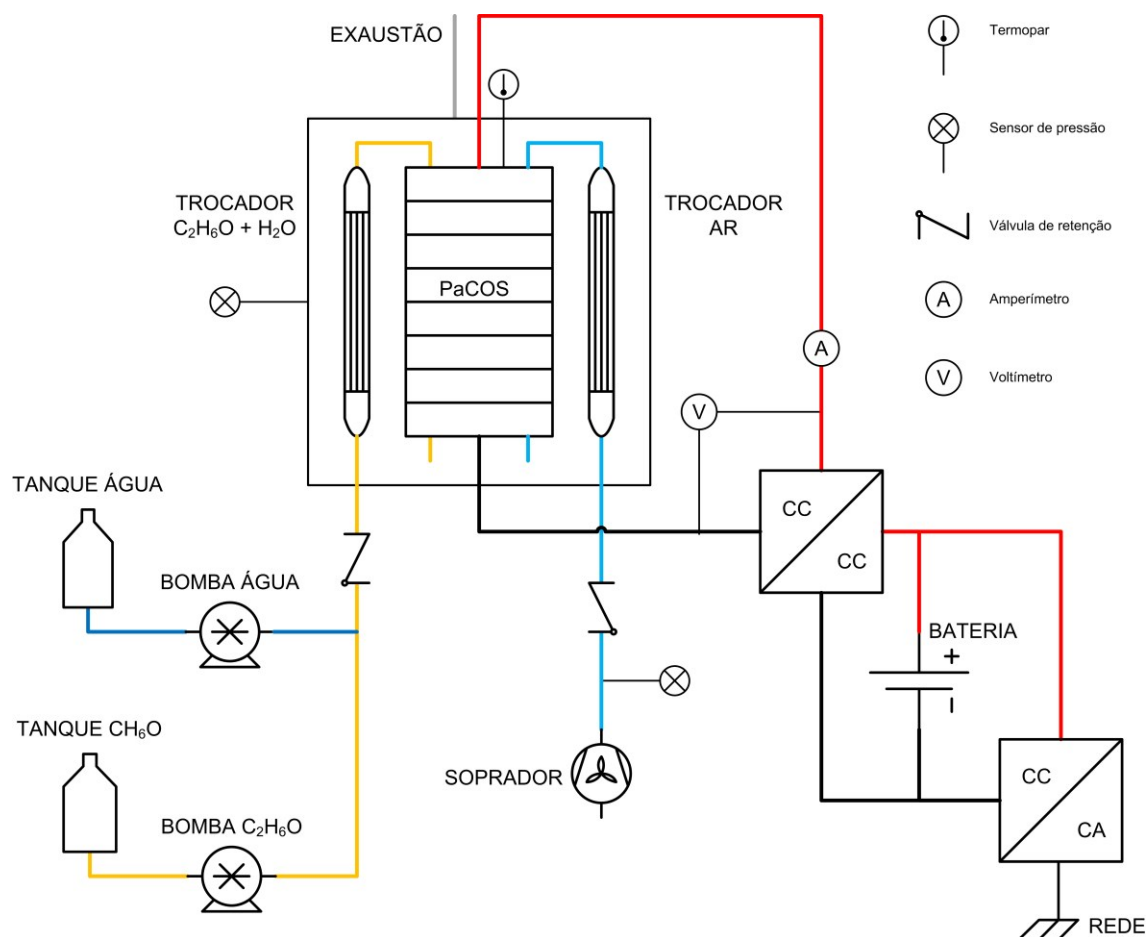 EXAUSTÃO
Termopar
Sensor de pressão
TROCADOR
C₂H₆O + H₂O
TROCADOR
AR
Válvula de retenção
PaCOS
A
Amperímetro
A
V
Voltímetro
V
TANQUE ÁGUA
CC
CC
BOMBA ÁGUA
BATERIA
+
–
TANQUE CH₆O
SOPRADOR
CC
CA
BOMBA C₂H₆O
REDE